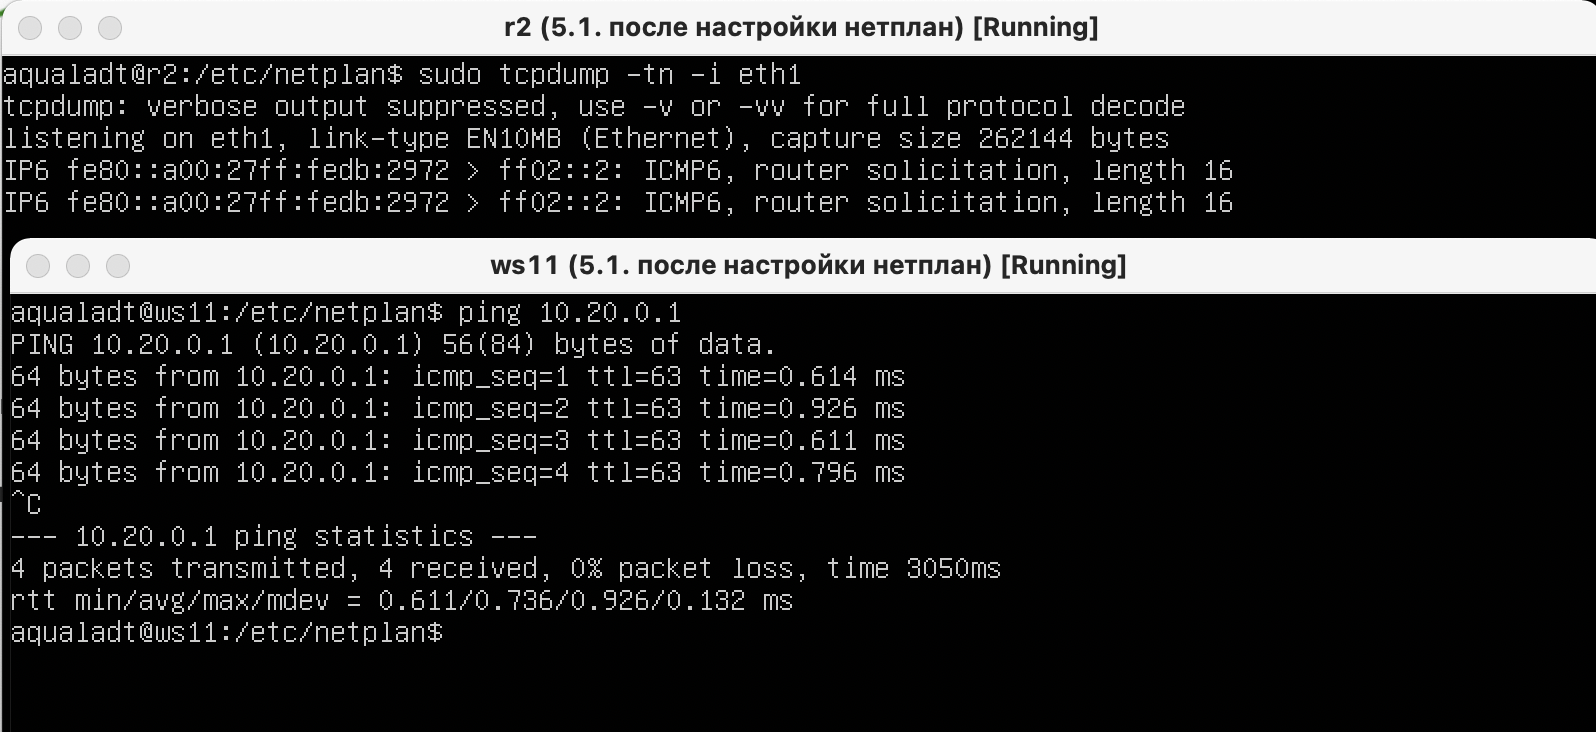 r2 (5.1. после настройки нетплан) [Running]
aqualadt@r2:/etc/netplan$ sudo tcpdump -tn -i eth1
tcpdump: verbose output suppressed, use -v or -vv for full protocol decode
listening on eth1, link-type EN10MB (Ethernet), capture size 262144 bytes
IP6 fe80::a00:27ff:fedb:2972 > ff02::2: ICMP6, router solicitation, length 16
IP6 fe80::a00:27ff:fedb:2972 > ff02::2: ICMP6, router solicitation, length 16
ws11 (5.1. после настройки нетплан) [Running]
aqualadt@ws11:/etc/netplan$ ping 10.20.0.1
PING 10.20.0.1 (10.20.0.1) 56(84) bytes of data.
64 bytes from 10.20.0.1: icmp_seq=1 ttl=63 time=0.614 ms
64 bytes from 10.20.0.1: icmp_seq=2 ttl=63 time=0.926 ms
64 bytes from 10.20.0.1: icmp_seq=3 ttl=63 time=0.611 ms
64 bytes from 10.20.0.1: icmp_seq=4 ttl=63 time=0.796 ms
^C
--- 10.20.0.1 ping statistics ---
4 packets transmitted, 4 received, 0% packet loss, time 3050ms
rtt min/avg/max/mdev = 0.611/0.736/0.926/0.132 ms
aqualadt@ws11:/etc/netplan$